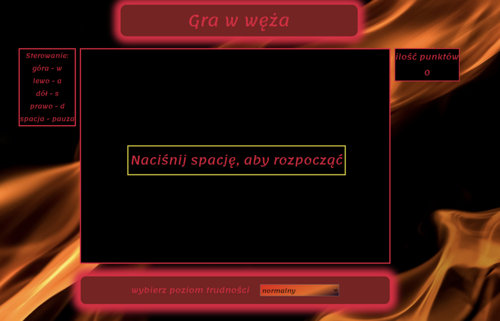 Gra w węża
Sterowanie:
góra - w
lewo - a
dół - s
prawo - d
spacja - pauza
ilość punktów
: 0
Naciśnij spację, aby rozpocząć
wybierz poziom trudności
normalny